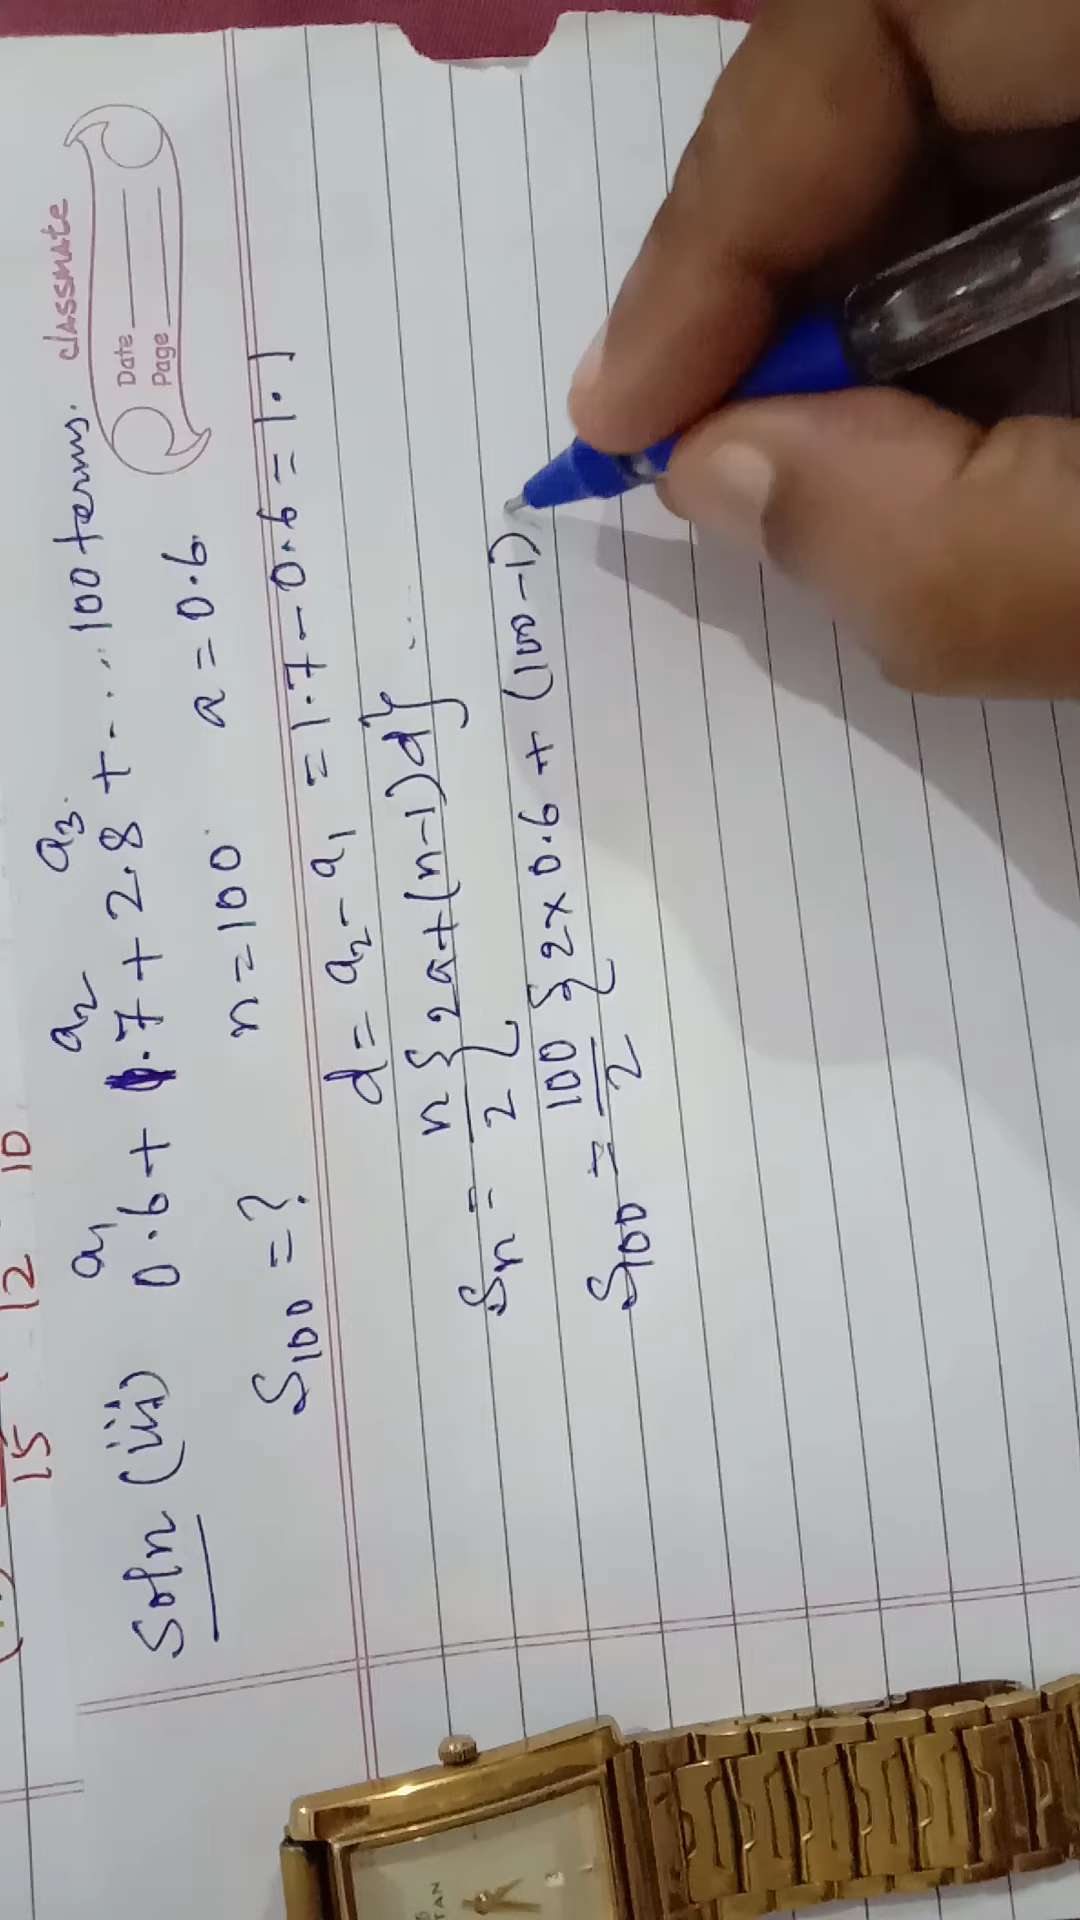 classmate
Date
Page
15 12 10
a1 a2 a3
Soln (iii) 0.6 + 1.7 + 2.8 + .... 100 terms.
S100 = ? n = 100 a = 0.6
d = a2 - a1 = 1.7 - 0.6 = 1.1
Sn = n/2 {2a + (n-1)d}
S100 = 100/2 {2 x 0.6 + (100-1)